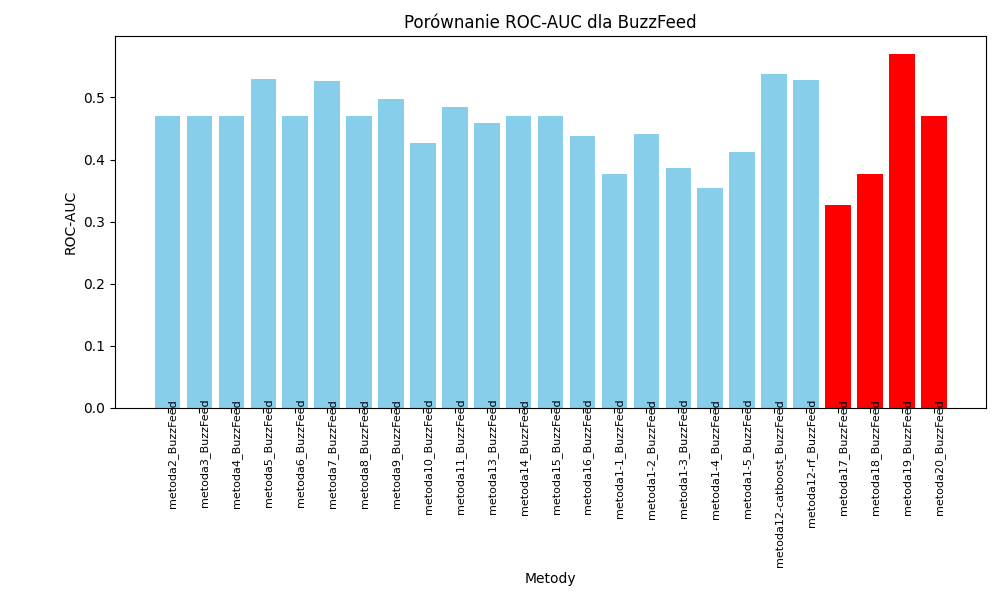 Porównanie ROC-AUC dla BuzzFeed
ROC-AUC
0.5
0.4
0.3
0.2
0.1
0.0
metoda2_BuzzFeed
metoda3_BuzzFeed
metoda4_BuzzFeed
metoda5_BuzzFeed
metoda6_BuzzFeed
metoda7_BuzzFeed
metoda8_BuzzFeed
metoda9_BuzzFeed
metoda10_BuzzFeed
metoda11_BuzzFeed
metoda13_BuzzFeed
metoda14_BuzzFeed
metoda15_BuzzFeed
metoda16_BuzzFeed
metoda1-1_BuzzFeed
metoda1-2_BuzzFeed
metoda1-3_BuzzFeed
metoda1-4_BuzzFeed
metoda1-5_BuzzFeed
metoda12-catboost_BuzzFeed
metoda12-rf_BuzzFeed
metoda17_BuzzFeed
metoda18_BuzzFeed
metoda19_BuzzFeed
metoda20_BuzzFeed
Metody